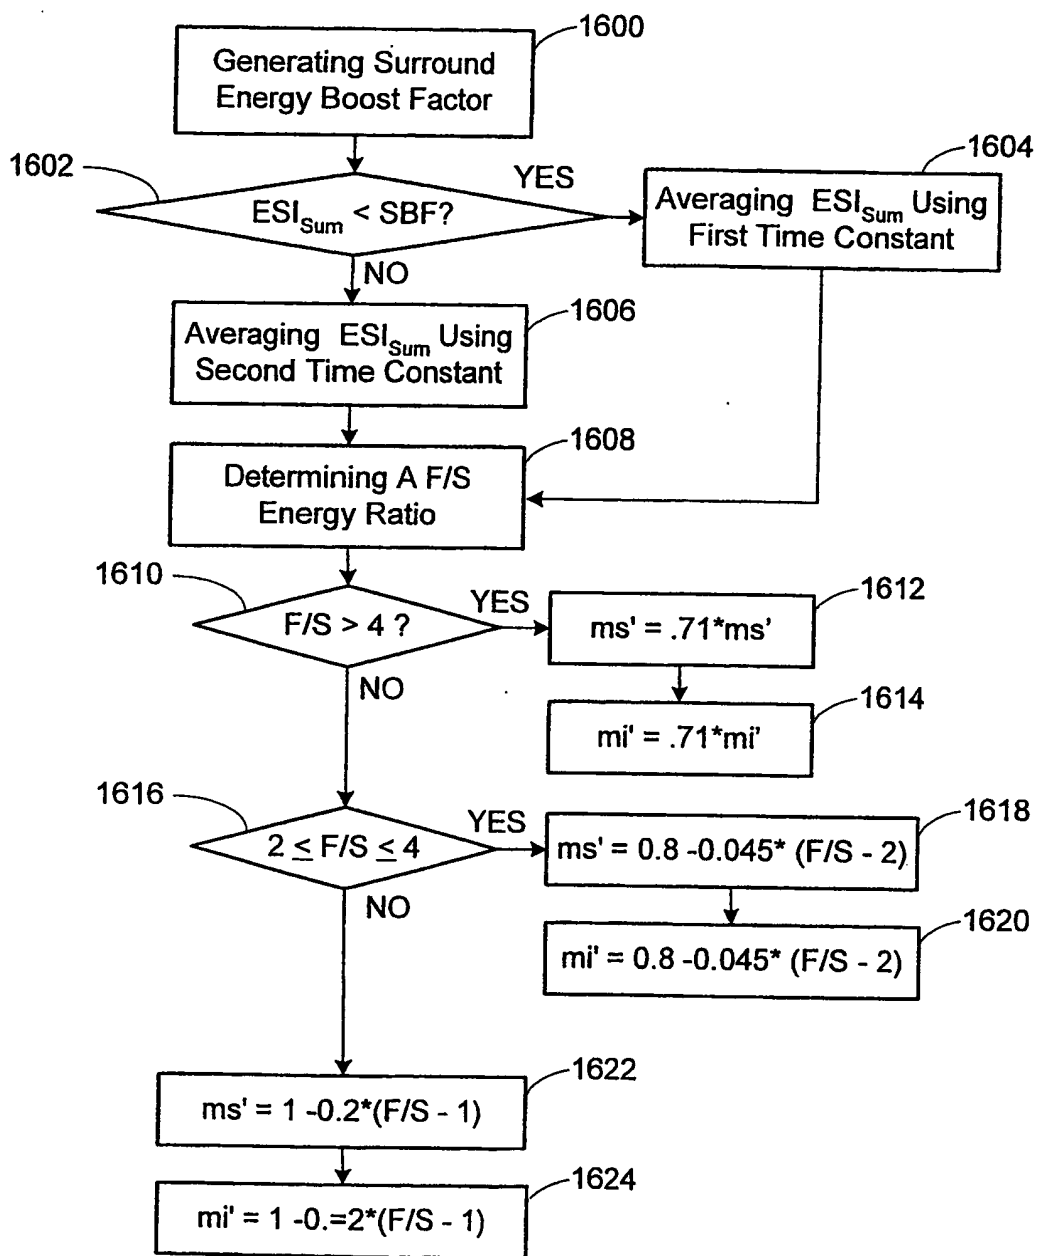 1600
Generating Surround
Energy Boost Factor
1602
ESI_Sum < SBF?
YES
NO
1604
Averaging ESI_Sum Using
First Time Constant
1606
Averaging ESI_Sum Using
Second Time Constant
1608
Determining A F/S
Energy Ratio
1610
F/S > 4 ?
YES
NO
1612
ms' = .71*ms'
1614
mi' = .71*mi'
1616
2 ≤ F/S ≤ 4
YES
NO
1618
ms' = 0.8 -0.045* (F/S - 2)
1620
mi' = 0.8 -0.045* (F/S - 2)
1622
ms' = 1 -0.2*(F/S - 1)
1624
mi' = 1 -0.=2*(F/S - 1)